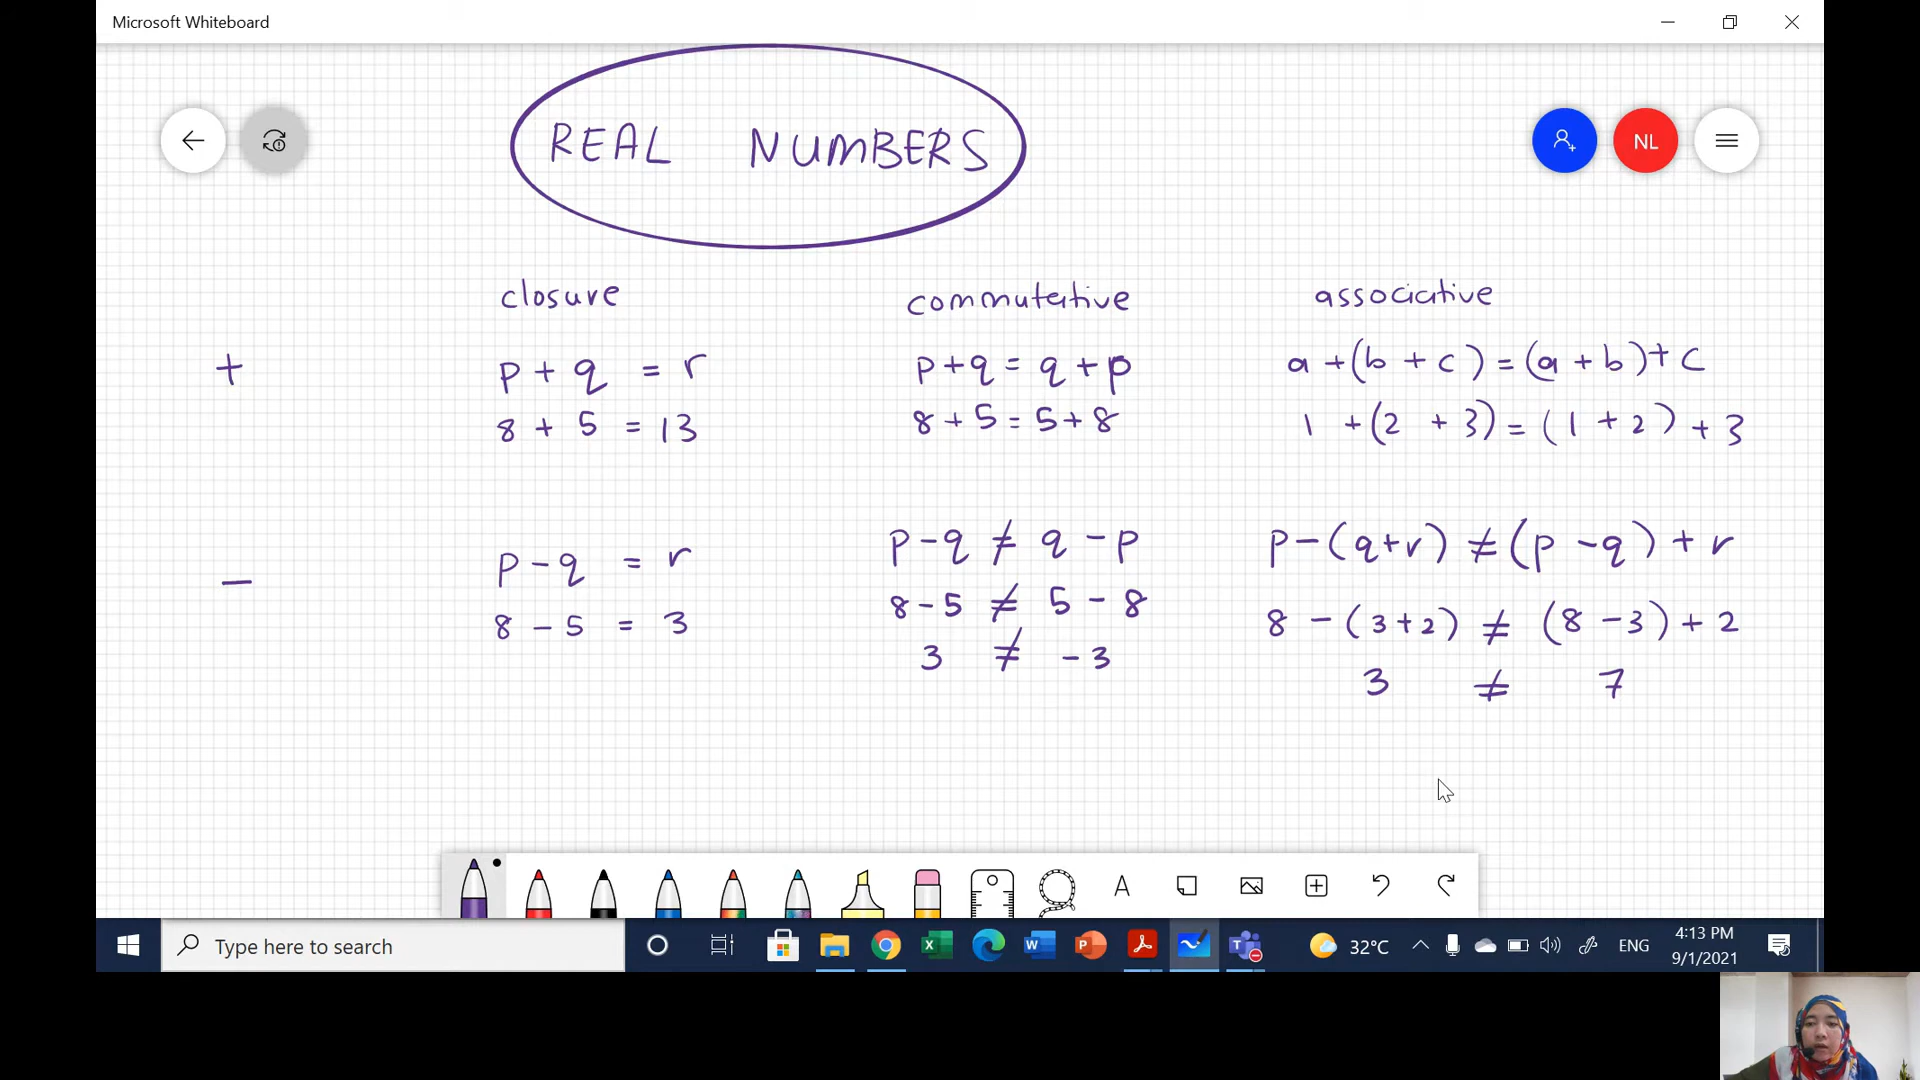 Microsoft Whiteboard
REAL NUMBERS
NL
closure commutative associative
+ p + q = r p + q = q + p a + (b + c) = (a + b) + c
8 + 5 = 13 8 + 5 = 5 + 8 1 + (2 + 3) = (1 + 2) + 3
− p − q = r p − q ≠ q − p p − (q + r) ≠ (p − q) + r
8 − 5 = 3 8 − 5 ≠ 5 − 8 8 − (3 + 2) ≠ (8 − 3) + 2
3 ≠ −3 3 ≠ 7
Type here to search
32°C
ENG
4:13 PM
9/1/2021